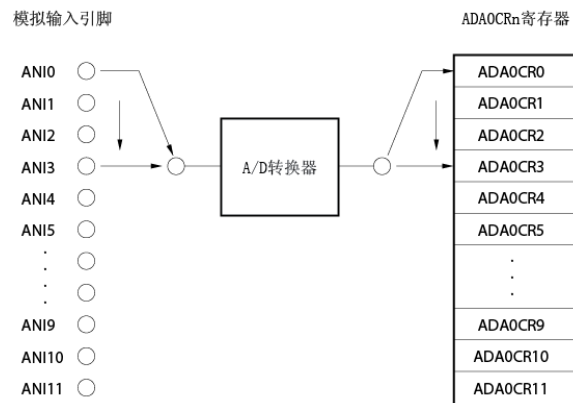 模拟输入引脚
ADA0CRn寄存器
ANI0
ADA0CR0
ANI1
ADA0CR1
ANI2
ADA0CR2
ANI3
A/D转换器
ADA0CR3
ANI4
ADA0CR4
ANI5
ADA0CR5
ANI9
ADA0CR9
ANI10
ADA0CR10
ANI11
ADA0CR11